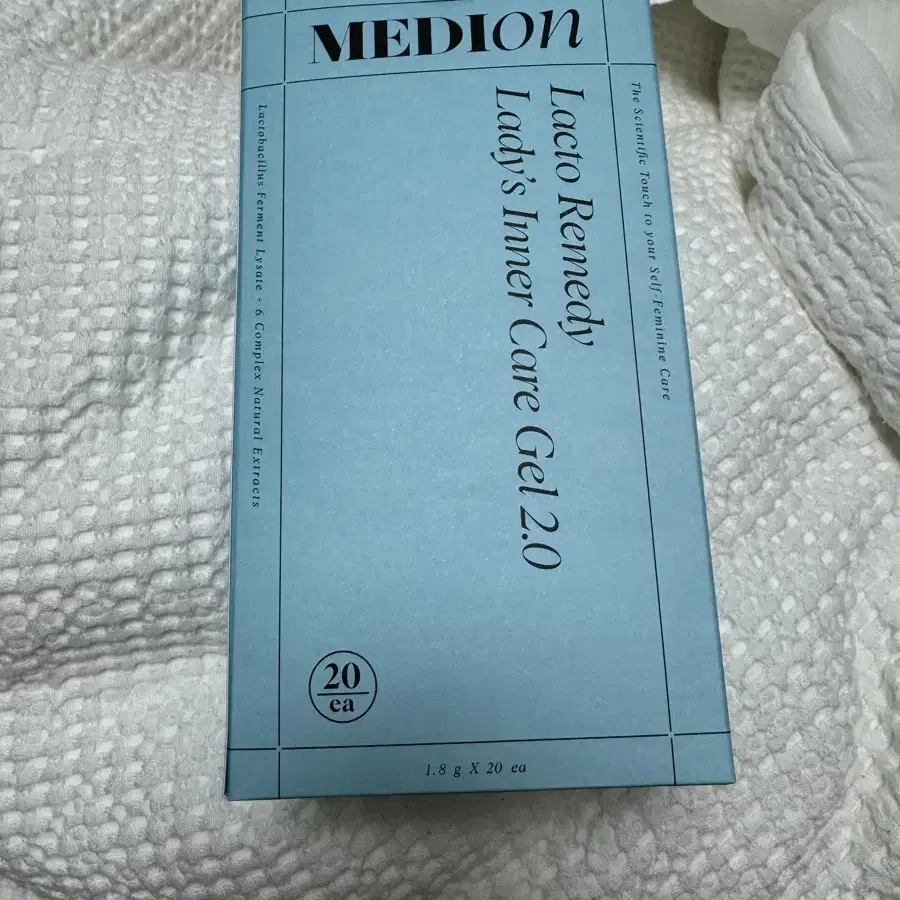 MEDIon
Lacto Remedy
Lady's Inner Care Gel 2.0
The Scientific Touch to your Self-Feminine Care
Lactobacillus Ferment Lysate + 6 Complex Natural Extracts
20
ea
1.8 g X 20 ea